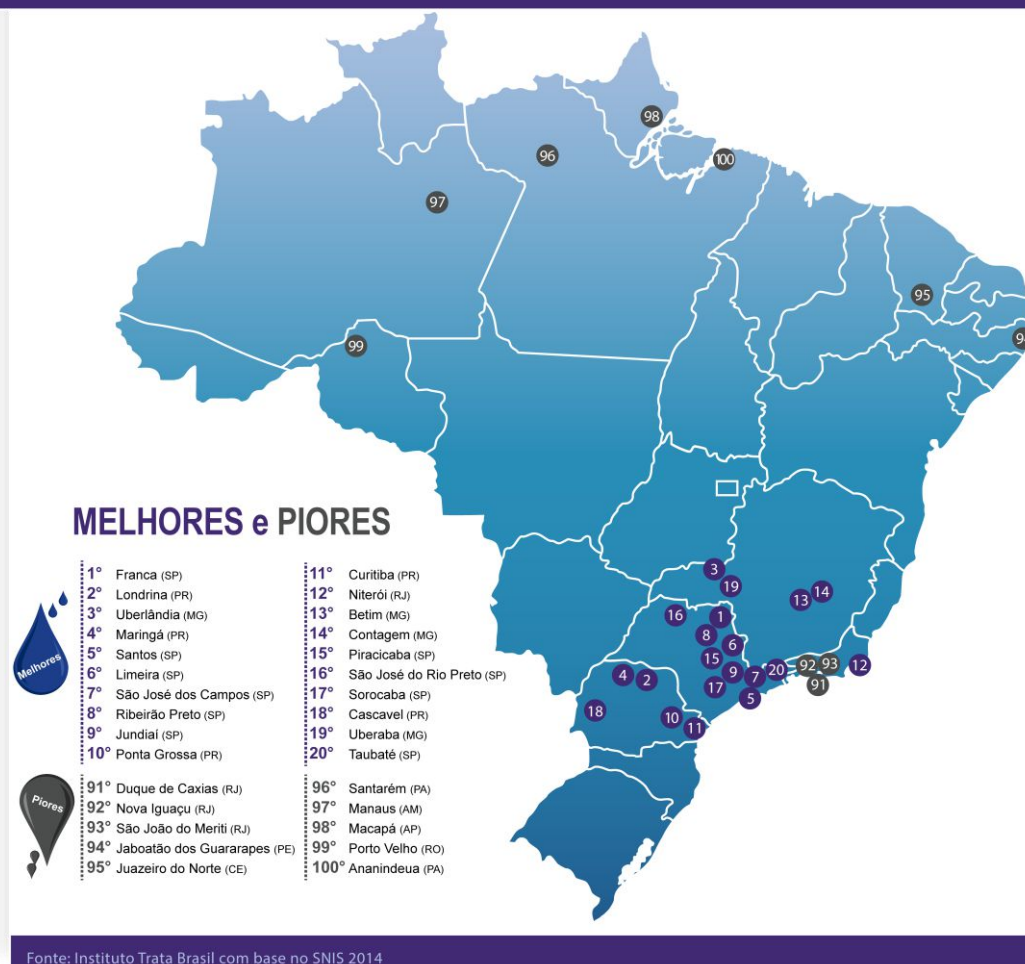 98
96
100
97
95
99
94
MELHORES e PIORES
Melhores
1° Franca (SP)
2° Londrina (PR)
3° Uberlândia (MG)
4° Maringá (PR)
5° Santos (SP)
6° Limeira (SP)
7° São José dos Campos (SP)
8° Ribeirão Preto (SP)
9° Jundiaí (SP)
10° Ponta Grossa (PR)
11° Curitiba (PR)
12° Niterói (RJ)
13° Betim (MG)
14° Contagem (MG)
15° Piracicaba (SP)
16° São José do Rio Preto (SP)
17° Sorocaba (SP)
18° Cascavel (PR)
19° Uberaba (MG)
20° Taubaté (SP)
Piores
91° Duque de Caxias (RJ)
92° Nova Iguaçu (RJ)
93° São João do Meriti (RJ)
94° Jaboatão dos Guararapes (PE)
95° Juazeiro do Norte (CE)
96° Santarém (PA)
97° Manaus (AM)
98° Macapá (AP)
99° Porto Velho (RO)
100° Ananindeua (PA)
3
19
14
13
16
1
8
6
15
9
7
20
92
93
12
91
17
5
4
2
18
10
11
Fonte: Instituto Trata Brasil com base no SNIS 2014